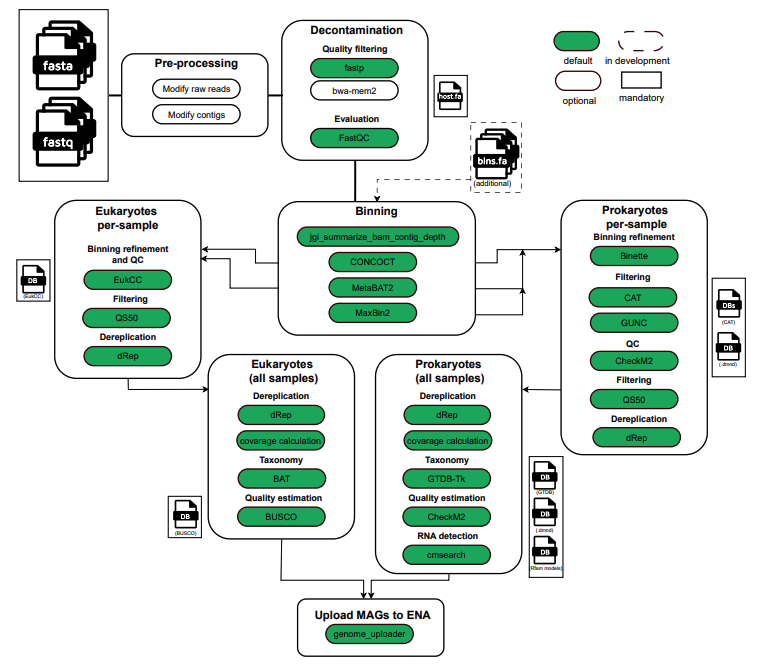 fasta
fastq
Pre-processing
Modify raw reads
Modify contigs
Decontamination
Quality filtering
fastp
bwa-mem2
Evaluation
FastQC
host.fa
default
in development
optional
mandatory
bins.fa
(additional)
Binning
jgi_summarize_bam_contig_depth
CONCOCT
MetaBAT2
MaxBin2
Eukaryotes
per-sample
Binning refinement
and QC
EukCC
Filtering
QS50
Dereplication
dRep
DB
(EukCC)
Prokaryotes
per-sample
Binning refinement
Binette
Filtering
CAT
GUNC
QC
CheckM2
Filtering
QS50
Dereplication
dRep
DBs
(CAT)
DB
(.dmnd)
Eukaryotes
(all samples)
Dereplication
dRep
covarage calculation
Taxonomy
BAT
Quality estimation
BUSCO
DB
(BUSCO)
Prokaryotes
(all samples)
Dereplication
dRep
covarage calculation
Taxonomy
GTDB-Tk
Quality estimation
CheckM2
RNA detection
cmsearch
DB
(GTDB)
DB
(.dmnd)
DB
(Rfam models)
Upload MAGs to ENA
genome_uploader